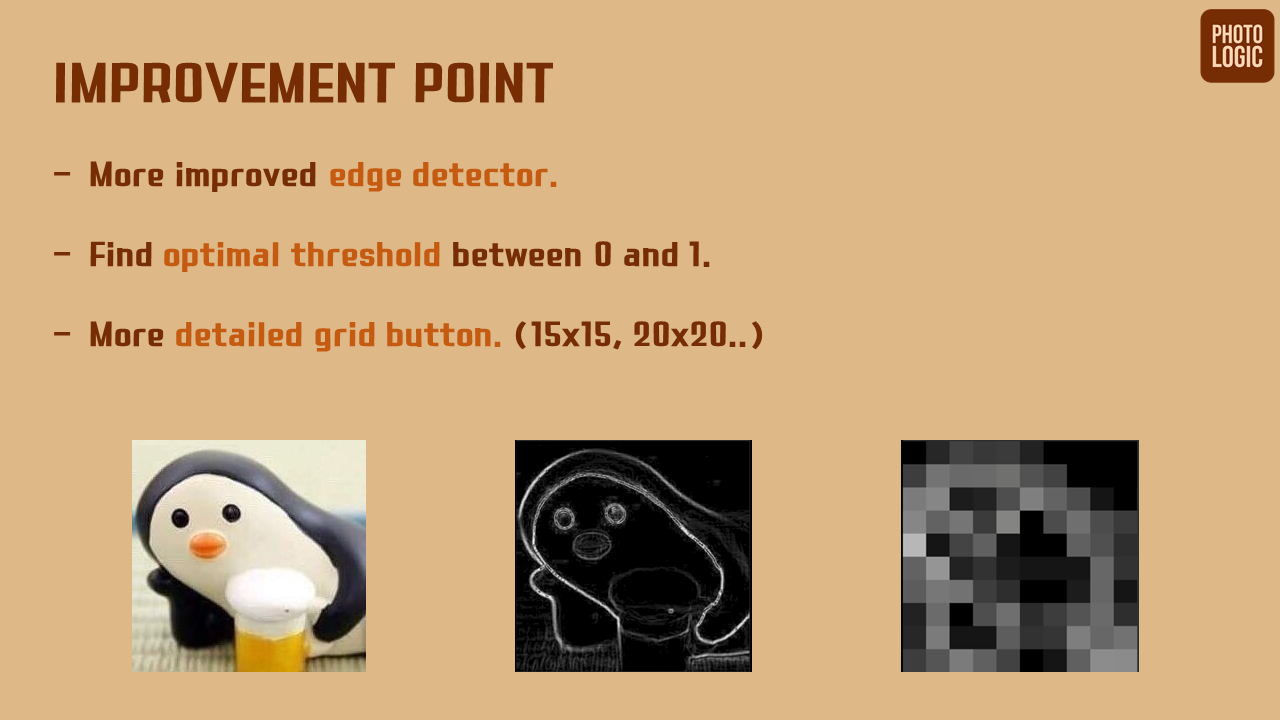 PHOTO
LOGIC
IMPROVEMENT POINT
– More improved edge detector.
– Find optimal threshold between 0 and 1.
– More detailed grid button. (15x15, 20x20..)